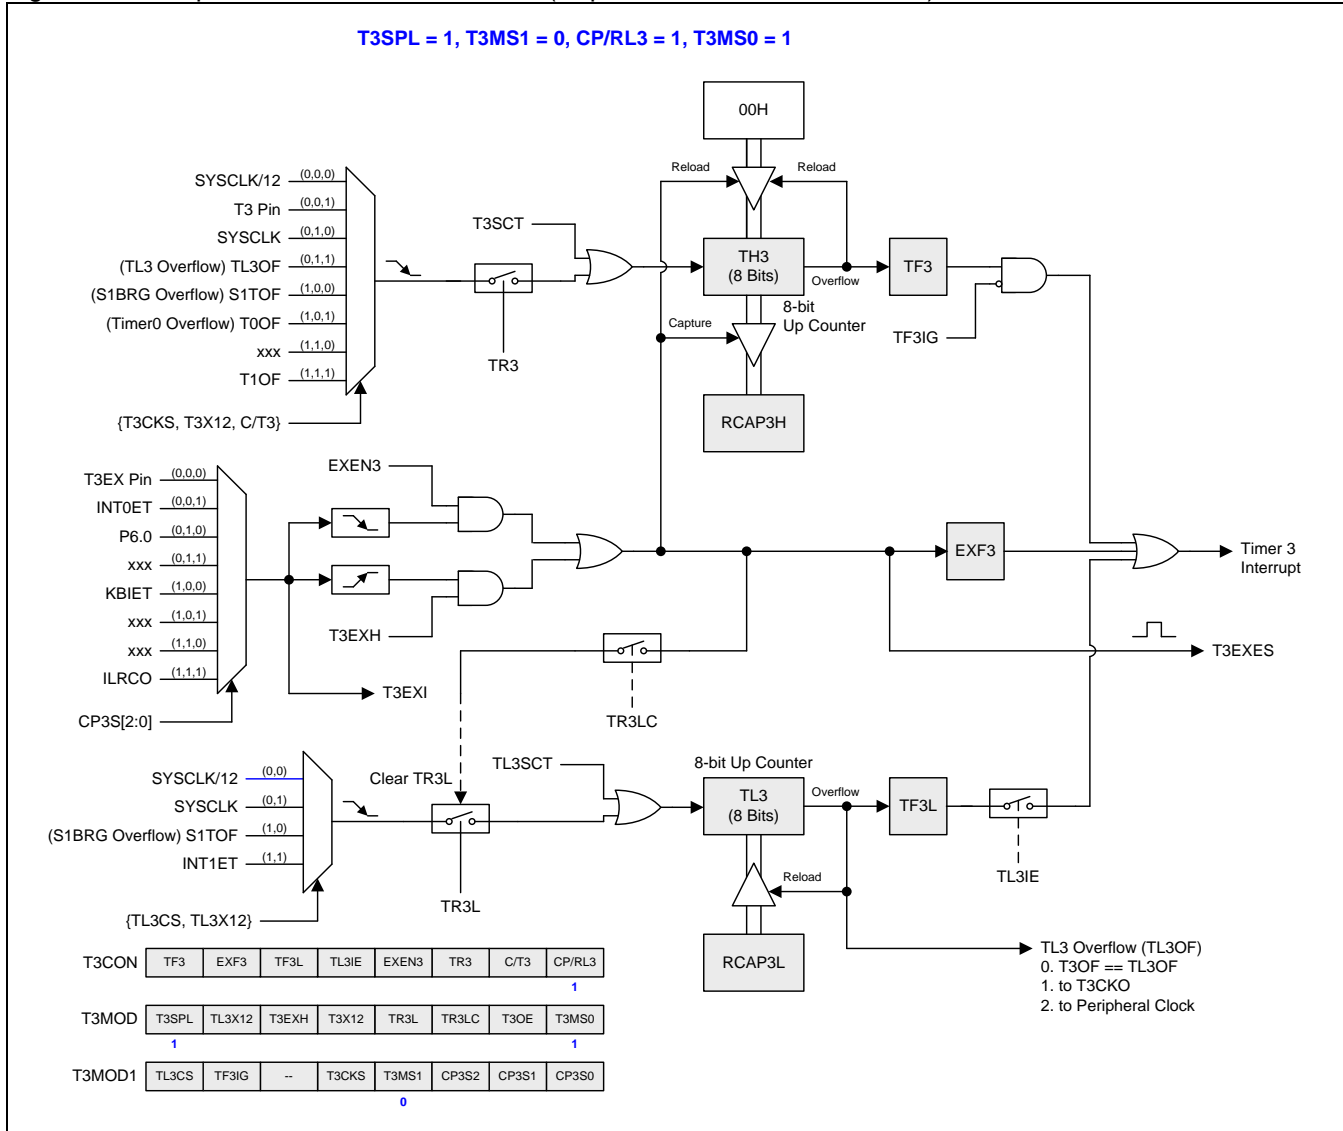 T3SPL = 1, T3MS1 = 0, CP/RL3 = 1, T3MS0 = 1
00H
Reload
Reload
SYSCLK/12 (0,0,0)
T3 Pin (0,0,1)
SYSCLK (0,1,0)
(TL3 Overflow) TL3OF (0,1,1)
(S1BRG Overflow) S1TOF (1,0,0)
(Timer0 Overflow) T0OF (1,0,1)
xxx (1,1,0)
T1OF (1,1,1)
{T3CKS, T3X12, C/T3}
TR3
T3SCT
TH3
(8 Bits)
Overflow
8-bit
Up Counter
TF3
TF3IG
Capture
RCAP3H
T3EX Pin (0,0,0)
INT0ET (0,0,1)
P6.0 (0,1,0)
xxx (0,1,1)
KBIET (1,0,0)
xxx (1,0,1)
xxx (1,1,0)
ILRCO (1,1,1)
CP3S[2:0]
EXEN3
T3EXH
T3EXI
EXF3
Timer 3
Interrupt
T3EXES
TR3LC
SYSCLK/12 (0,0)
SYSCLK (0,1)
(S1BRG Overflow) S1TOF (1,0)
INT1ET (1,1)
{TL3CS, TL3X12}
Clear TR3L
TR3L
TL3SCT
8-bit Up Counter
TL3
(8 Bits)
Overflow
TF3L
TL3IE
Reload
RCAP3L
TL3 Overflow (TL3OF)
0. T3OF == TL3OF
1. to T3CKO
2. to Peripheral Clock
T3CON TF3 EXF3 TF3L TL3IE EXEN3 TR3 C/T3 CP/RL3
1
T3MOD T3SPL TL3X12 T3EXH T3X12 TR3L TR3LC T3OE T3MS0
1 1
T3MOD1 TL3CS TF3IG -- T3CKS T3MS1 CP3S2 CP3S1 CP3S0
0